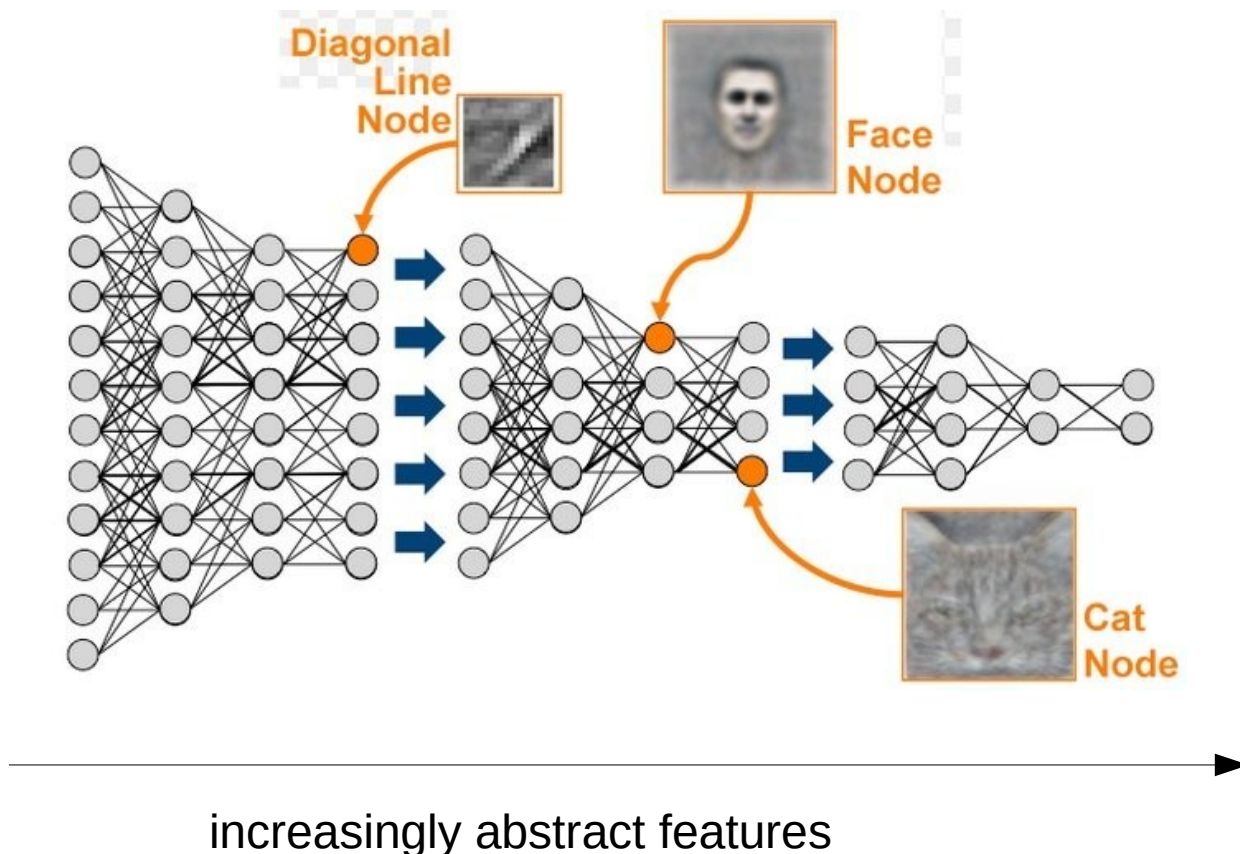 Diagonal
Line
Node
Face
Node
Cat
Node
increasingly abstract features